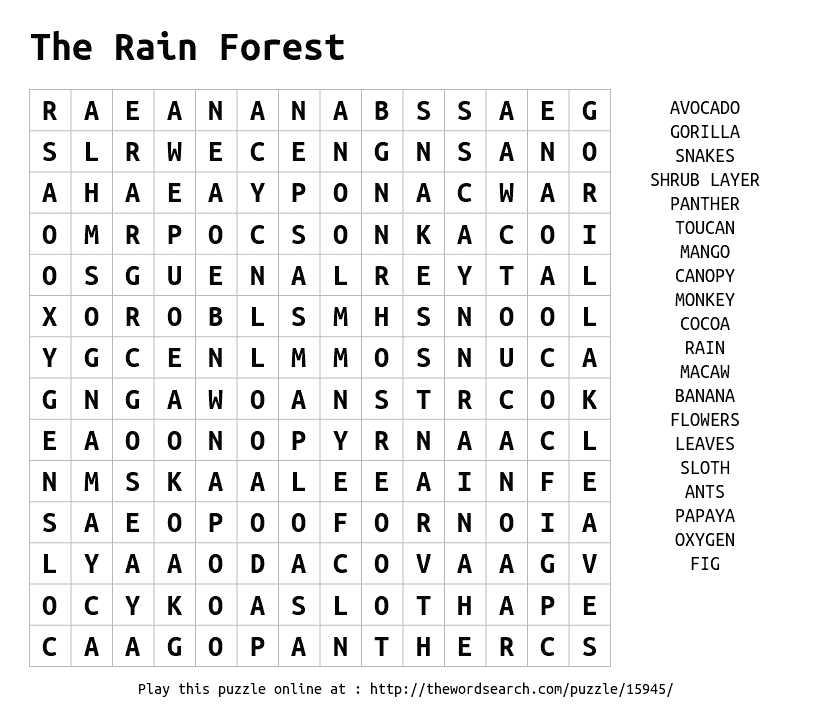 The Rain Forest
R A E A N A N A B S S A E G
S L R W E C E N G N S A N O
A H A E A Y P O N A C W A R
O M R P O C S O N K A C O I
O S G U E N A L R E Y T A L
X O R O B L S M H S N O O L
Y G C E N L M M O S N U C A
G N G A W O A N S T R C O K
E A O O N O P Y R N A A C L
N M S K A A L E E A I N F E
S A E O P O O F O R N O I A
L Y A A O D A C O V A A G V
O C Y K O A S L O T H A P E
C A A G O P A N T H E R C S
AVOCADO
GORILLA
SNAKES
SHRUB LAYER
PANTHER
TOUCAN
MANGO
CANOPY
MONKEY
COCOA
RAIN
MACAW
BANANA
FLOWERS
LEAVES
SLOTH
ANTS
PAPAYA
OXYGEN
FIG
Play this puzzle online at : http://thewordsearch.com/puzzle/15945/